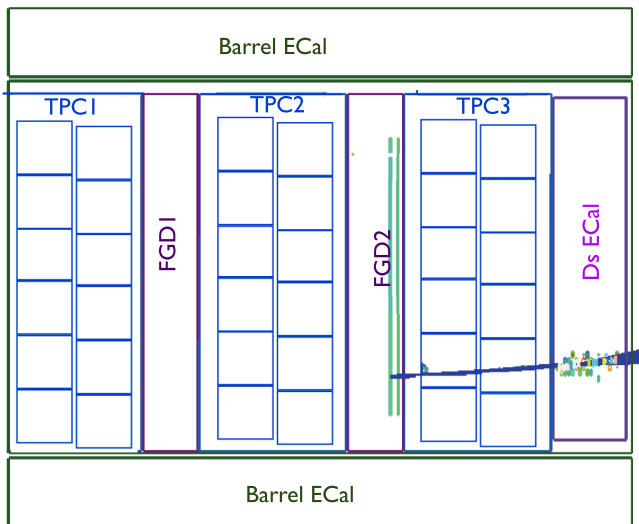 Barrel ECal
TPC1
TPC2
TPC3
FGD1
FGD2
Ds ECal
Barrel ECal